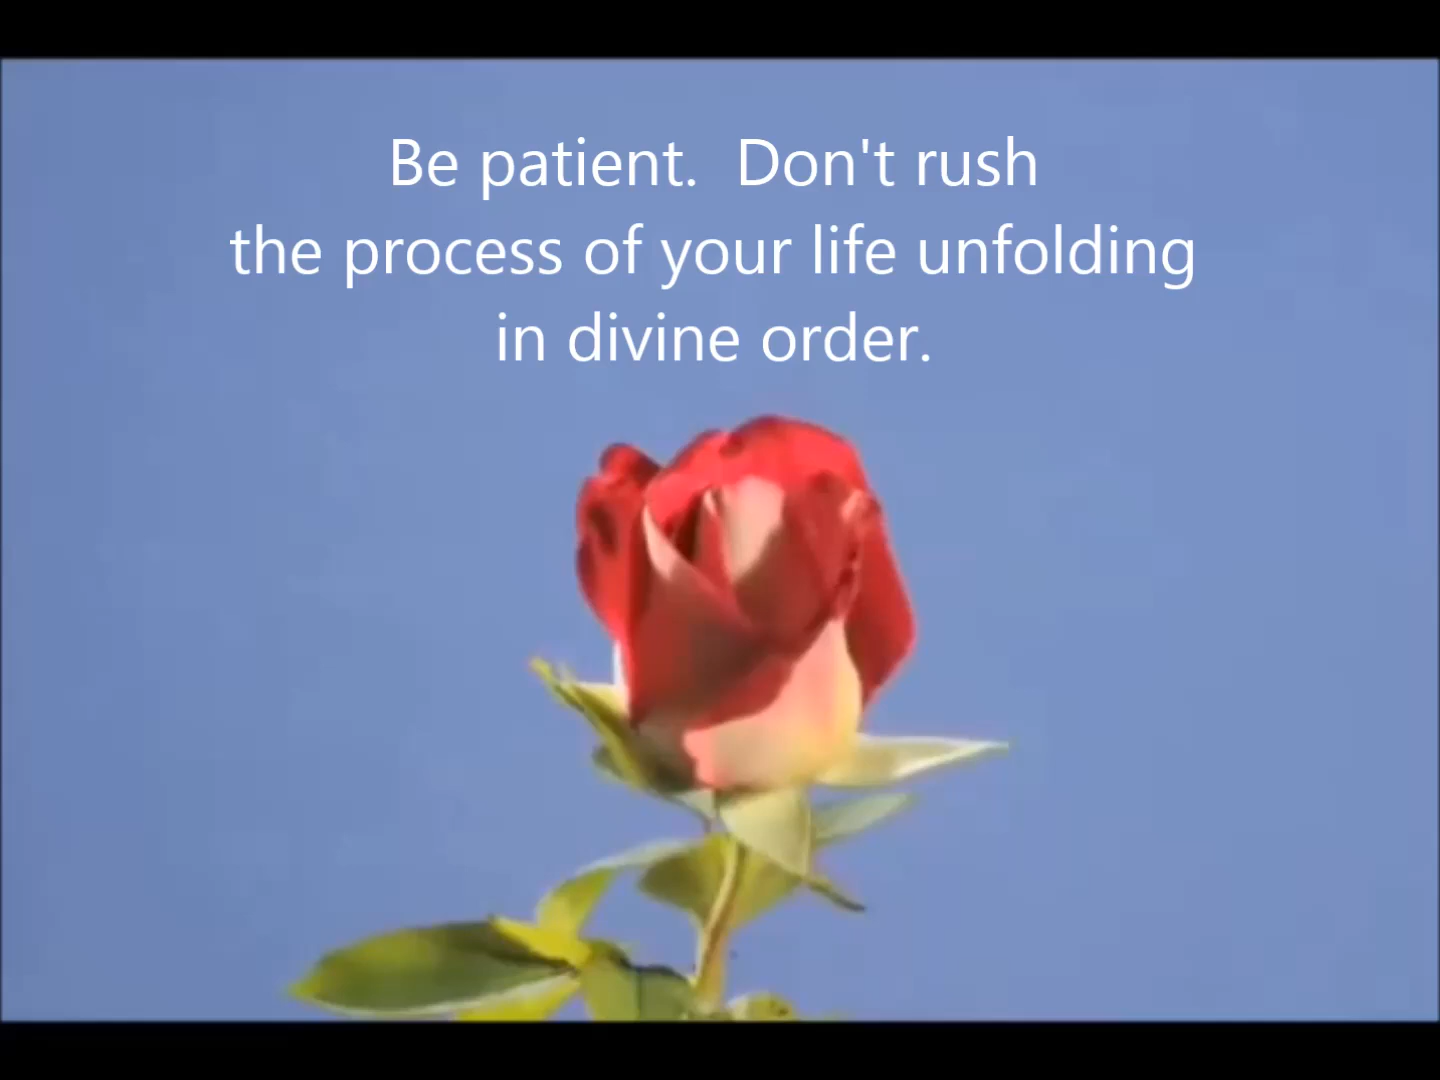 Be patient.  Don't rush
the process of your life unfolding
in divine order.